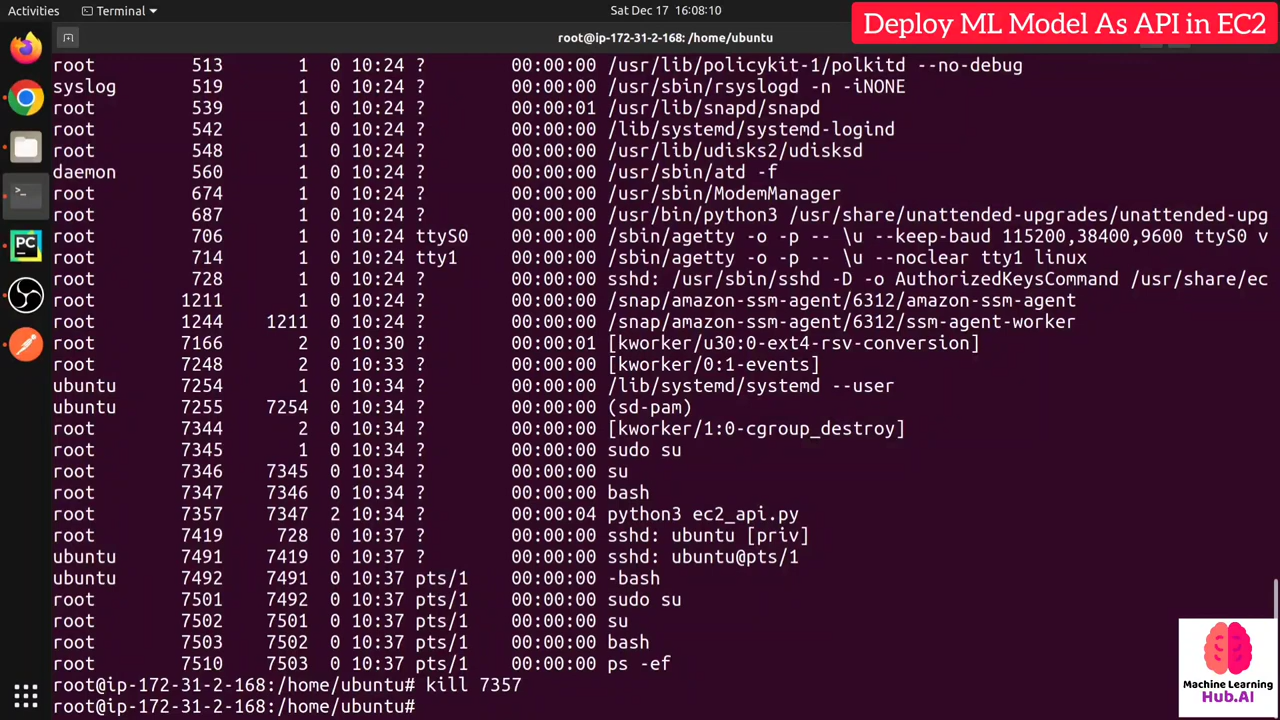 Activities Terminal Sat Dec 17 16:08:10
Deploy ML Model As API in EC2
root@ip-172-31-2-168: /home/ubuntu
root 513 1 0 10:24 ? 00:00:00 /usr/lib/policykit-1/polkitd --no-debug
syslog 519 1 0 10:24 ? 00:00:00 /usr/sbin/rsyslogd -n -iNONE
root 539 1 0 10:24 ? 00:00:01 /usr/lib/snapd/snapd
root 542 1 0 10:24 ? 00:00:00 /lib/systemd/systemd-logind
root 548 1 0 10:24 ? 00:00:00 /usr/lib/udisks2/udisksd
daemon 560 1 0 10:24 ? 00:00:00 /usr/sbin/atd -f
root 674 1 0 10:24 ? 00:00:00 /usr/sbin/ModemManager
root 687 1 0 10:24 ? 00:00:00 /usr/bin/python3 /usr/share/unattended-upgrades/unattended-upg
root 706 1 0 10:24 ttyS0 00:00:00 /sbin/agetty -o -p -- \u --keep-baud 115200,38400,9600 ttyS0 v
root 714 1 0 10:24 tty1 00:00:00 /sbin/agetty -o -p -- \u --noclear tty1 linux
root 728 1 0 10:24 ? 00:00:00 sshd: /usr/sbin/sshd -D -o AuthorizedKeysCommand /usr/share/ec
root 1211 1 0 10:24 ? 00:00:00 /snap/amazon-ssm-agent/6312/amazon-ssm-agent
root 1244 1211 0 10:24 ? 00:00:00 /snap/amazon-ssm-agent/6312/ssm-agent-worker
root 7166 2 0 10:30 ? 00:00:01 [kworker/u30:0-ext4-rsv-conversion]
root 7248 2 0 10:33 ? 00:00:00 [kworker/0:1-events]
ubuntu 7254 1 0 10:34 ? 00:00:00 /lib/systemd/systemd --user
ubuntu 7255 7254 0 10:34 ? 00:00:00 (sd-pam)
root 7344 2 0 10:34 ? 00:00:00 [kworker/1:0-cgroup_destroy]
root 7345 1 0 10:34 ? 00:00:00 sudo su
root 7346 7345 0 10:34 ? 00:00:00 su
root 7347 7346 0 10:34 ? 00:00:00 bash
root 7357 7347 2 10:34 ? 00:00:04 python3 ec2_api.py
root 7419 728 0 10:37 ? 00:00:00 sshd: ubuntu [priv]
ubuntu 7491 7419 0 10:37 ? 00:00:00 sshd: ubuntu@pts/1
ubuntu 7492 7491 0 10:37 pts/1 00:00:00 -bash
root 7501 7492 0 10:37 pts/1 00:00:00 sudo su
root 7502 7501 0 10:37 pts/1 00:00:00 su
root 7503 7502 0 10:37 pts/1 00:00:00 bash
root 7510 7503 0 10:37 pts/1 00:00:00 ps -ef
root@ip-172-31-2-168:/home/ubuntu# kill 7357
root@ip-172-31-2-168:/home/ubuntu#
PC
Machine Learning
Hub.AI